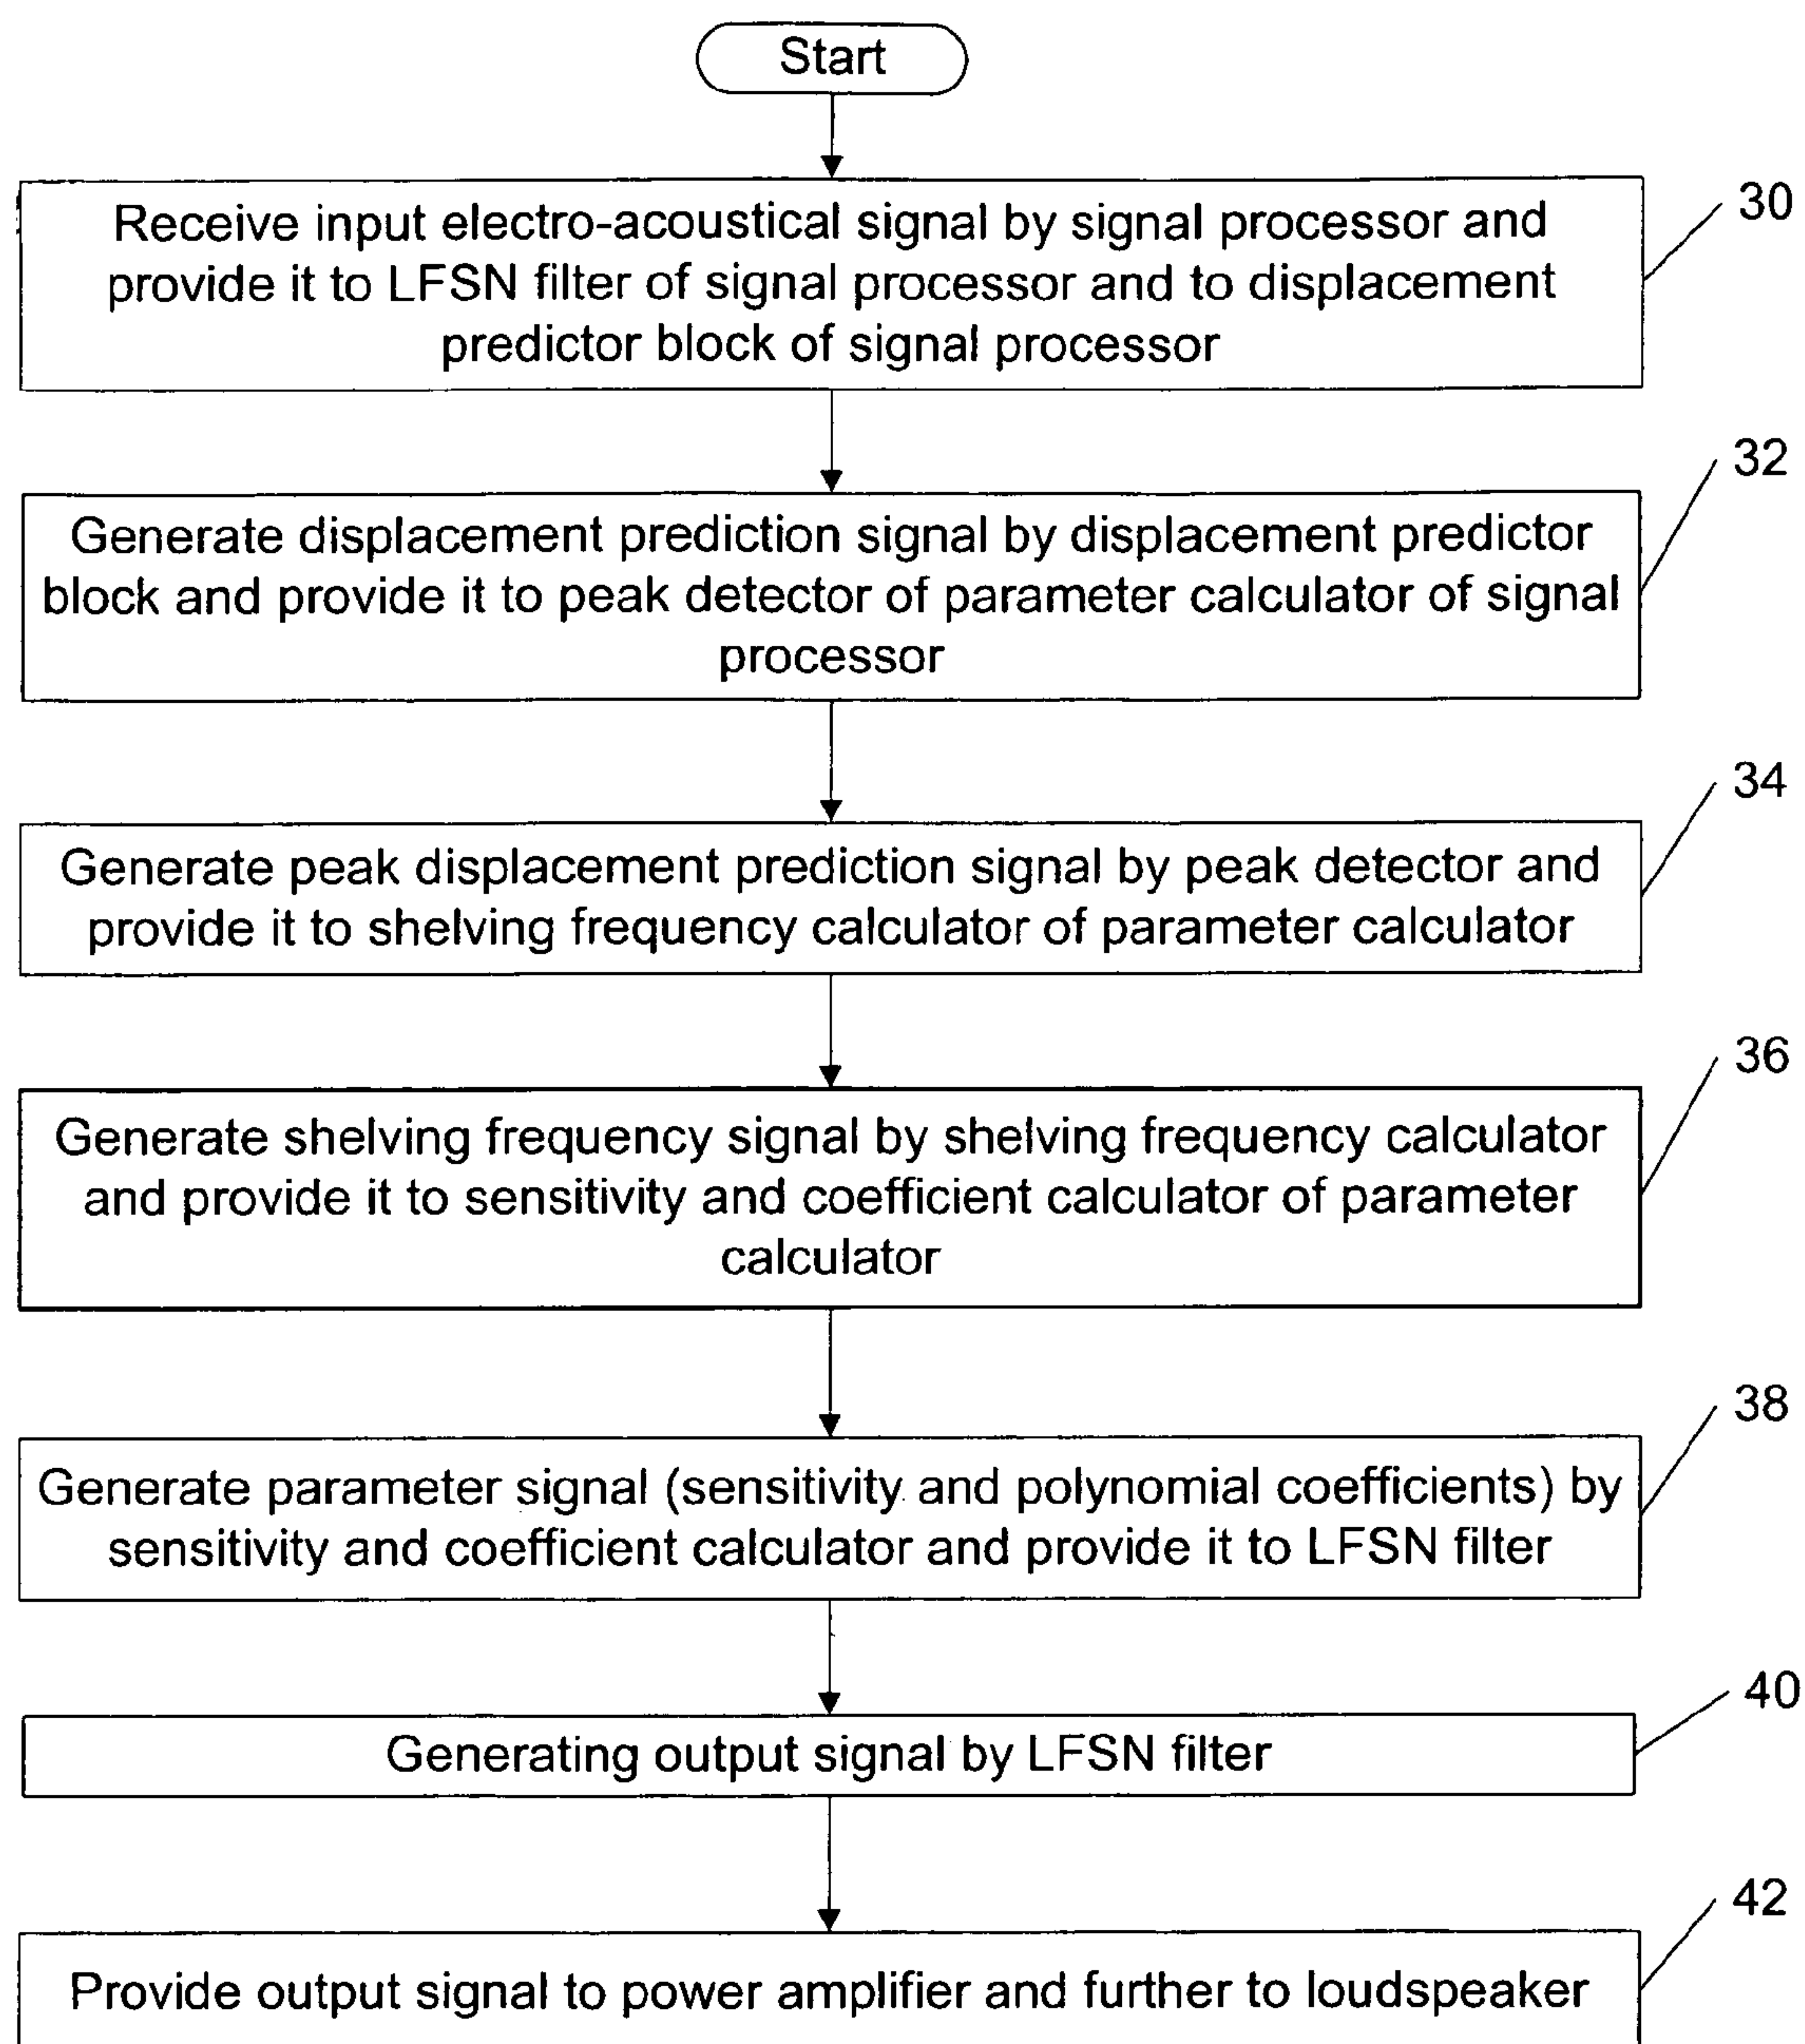 Start
30
Receive input electro-acoustical signal by signal processor and
provide it to LFSN filter of signal processor and to displacement
predictor block of signal processor
32
Generate displacement prediction signal by displacement predictor
block and provide it to peak detector of parameter calculator of signal
processor
34
Generate peak displacement prediction signal by peak detector and
provide it to shelving frequency calculator of parameter calculator
36
Generate shelving frequency signal by shelving frequency calculator
and provide it to sensitivity and coefficient calculator of parameter
calculator
38
Generate parameter signal (sensitivity and polynomial coefficients) by
sensitivity and coefficient calculator and provide it to LFSN filter
40
Generating output signal by LFSN filter
42
Provide output signal to power amplifier and further to loudspeaker